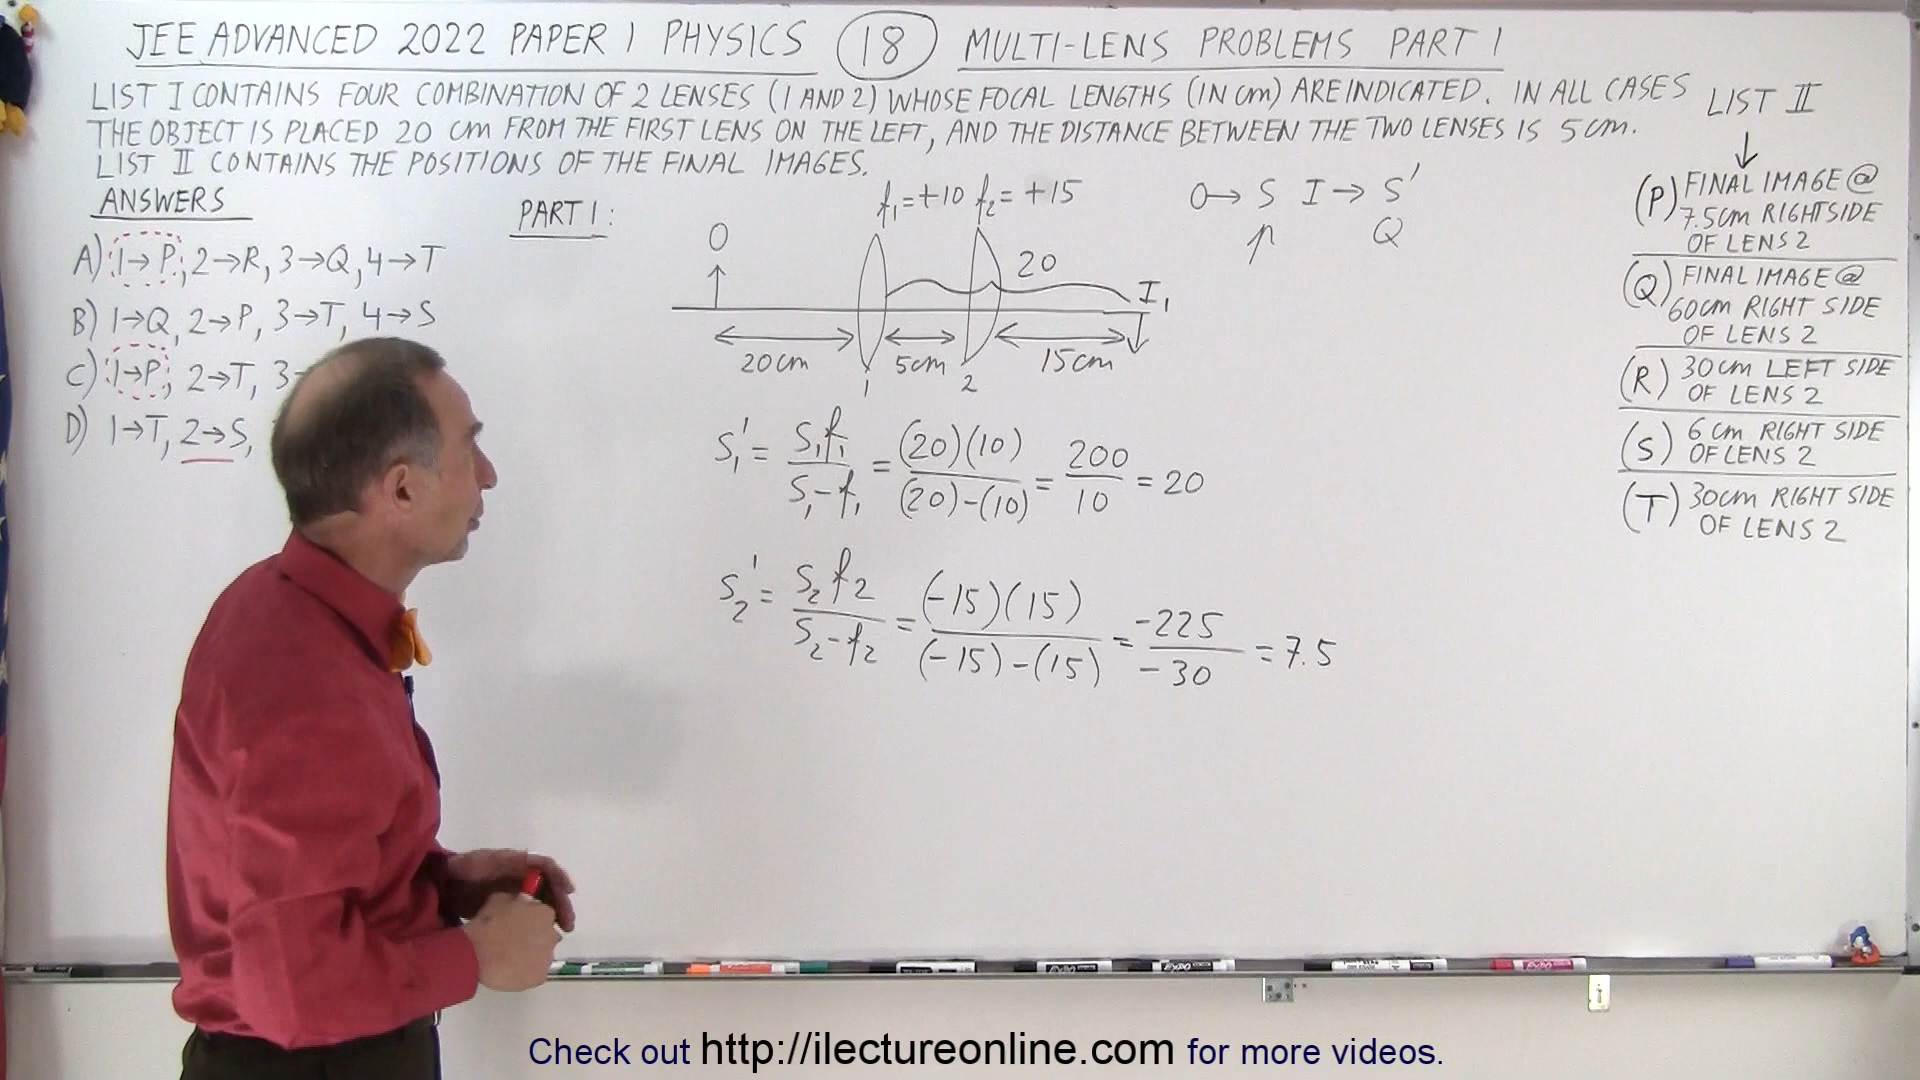 JEE ADVANCED 2022 PAPER 1 PHYSICS 18 MULTI-LENS PROBLEMS PART 1
LIST I CONTAINS FOUR COMBINATION OF 2 LENSES (1 AND 2) WHOSE FOCAL LENGTHS (IN cm) ARE INDICATED. IN ALL CASES
THE OBJECT IS PLACED 20 cm FROM THE FIRST LENS ON THE LEFT, AND THE DISTANCE BETWEEN THE TWO LENSES IS 5 cm.
LIST II CONTAINS THE POSITIONS OF THE FINAL IMAGES.
ANSWERS
A) 1→P, 2→R, 3→Q, 4→T
B) 1→Q, 2→P, 3→T, 4→S
C) 1→P, 2→T, 3→
D) 1→T, 2→S,
PART 1:
f₁=+10 f₂=+15
O→S I→S'
p Q
O
20
I₁
20cm 5cm 15cm
1 2
S₁' = S₁f₁ / S₁-f₁ = (20)(10) / (20)-(10) = 200 / 10 = 20
S₂' = S₂f₂ / S₂-f₂ = (-15)(15) / (-15)-(15) = -225 / -30 = 7.5
LIST II
(P) FINAL IMAGE @
7.5cm RIGHT SIDE
OF LENS 2
(Q) FINAL IMAGE @
60cm RIGHT SIDE
OF LENS 2
(R) 30cm LEFT SIDE
OF LENS 2
(S) 6 cm RIGHT SIDE
OF LENS 2
(T) 30cm RIGHT SIDE
OF LENS 2
Check out http://ilectureonline.com for more videos.